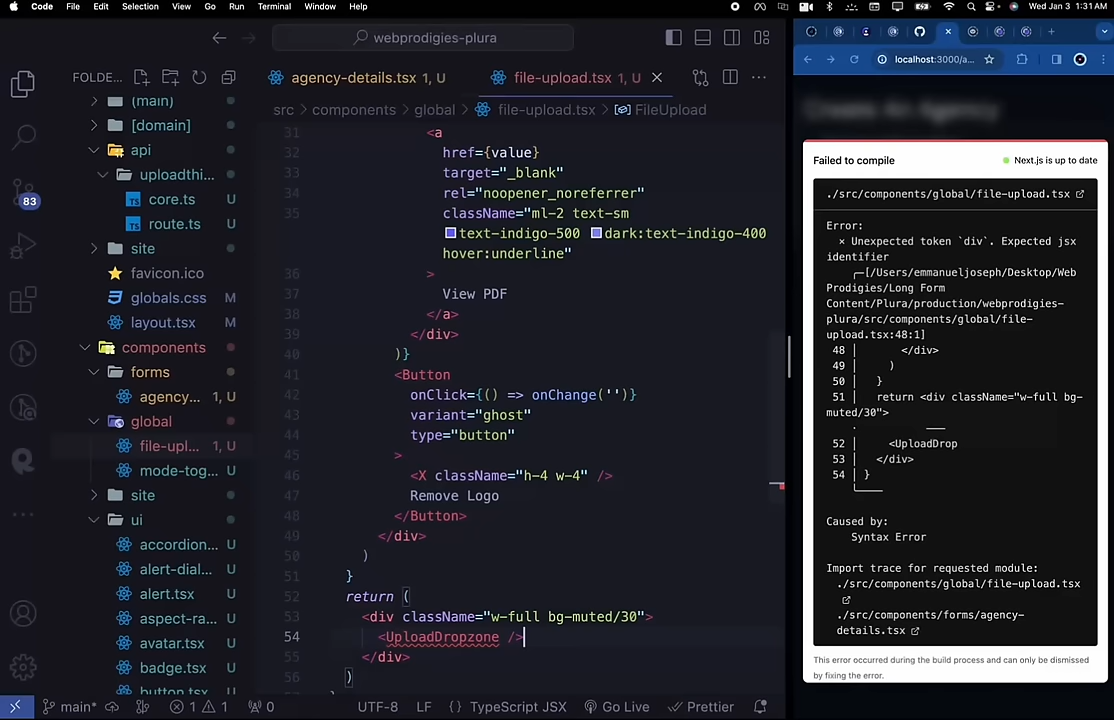 Code File Edit Selection View Go Run Terminal Window Help Wed Jan 3 1:31 AM
webprodigies-plura
localhost:3000/a...
FOLDE...
agency-details.tsx 1, U
file-upload.tsx 1, U
src > components > global > file-upload.tsx > FileUpload
(main)
[domain]
api
uploadthi...
core.ts U
route.ts U
site
favicon.ico
globals.css M
layout.tsx M
components
forms
agency... 1, U
global
file-upl... 1, U
mode-tog... U
site
ui
accordion... U
alert-dial... U
alert.tsx U
aspect-ra... U
avatar.tsx U
badge.tsx U
button.tsx U
83
31 <a
32 href={value}
33 target="_blank"
34 rel="noopener_noreferrer"
35 className="ml-2 text-sm
text-indigo-500 dark:text-indigo-400
hover:underline"
36 >
37 View PDF
38 </a>
39 </div>
40 )}
41 <Button
42 onClick={() => onChange('')}
43 variant="ghost"
44 type="button"
45 >
46 <X className="h-4 w-4" />
47 Remove Logo
48 </Button>
49 </div>
50 )
51 }
52 return (
53 <div className="w-full bg-muted/30">
54 <UploadDropzone />
55 </div>
56 )
main* 1 1 0 UTF-8 LF {} TypeScript JSX Go Live Prettier
Create An Agency
Failed to compile
Next.js is up to date
./src/components/global/file-upload.tsx
Error:
× Unexpected token `div`. Expected jsx
identifier
╭─[/Users/emmanueljoseph/Desktop/Web
Prodigies/Long Form
Content/Plura/production/webprodigies-
plura/src/components/global/file-
upload.tsx:48:1]
48 │ </div>
49 │ )
50 │ }
51 │ return <div className="w-full bg-
muted/30">
52 │ <UploadDrop
53 │ </div>
54 │ }
Caused by:
Syntax Error
Import trace for requested module:
./src/components/global/file-upload.tsx
./src/components/forms/agency-
details.tsx
This error occurred during the build process and can only be dismissed
by fixing the error.